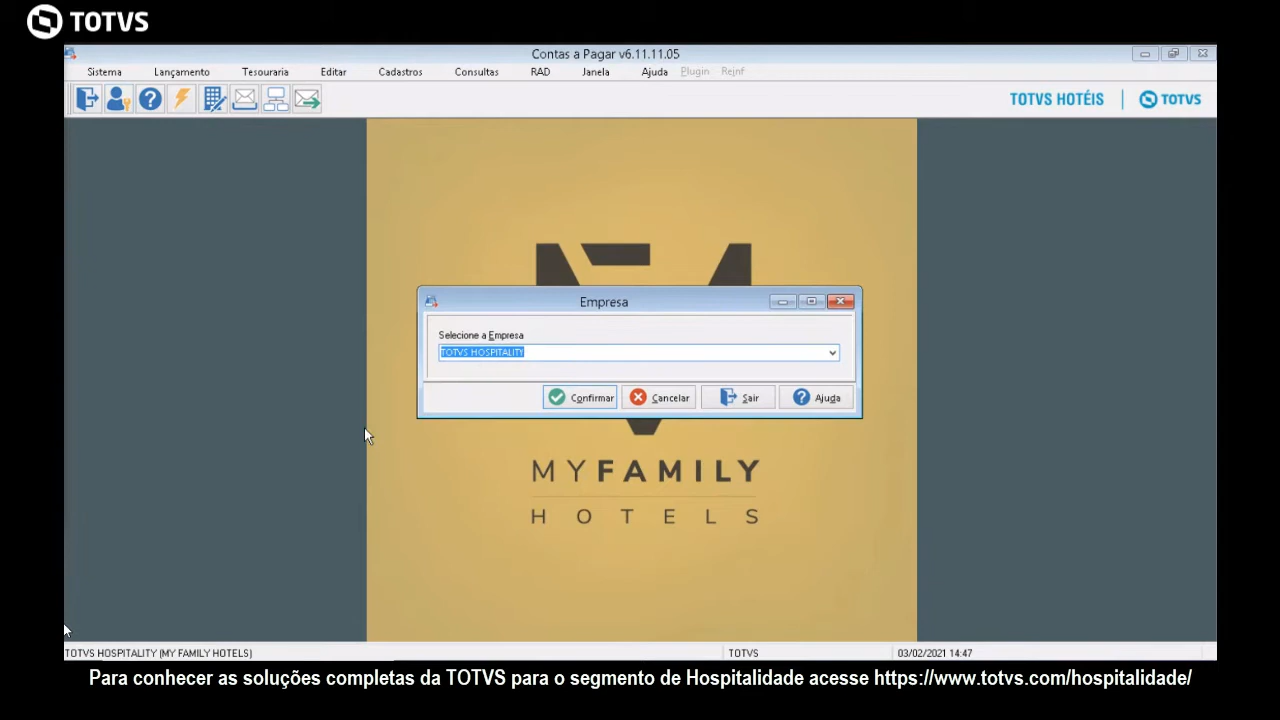 TOTVS
Contas a Pagar v6.11.11.05
Sistema Lançamento Tesouraria Editar Cadastros Consultas RAD Janela Ajuda Plugin Reinf
TOTVS HOTÉIS | TOTVS
Empresa
Selecione a Empresa
TOTVS HOSPITALITY
Confirmar Cancelar Sair Ajuda
MYFAMILY
HOTELS
TOTVS HOSPITALITY (MY FAMILY HOTELS) TOTVS 03/02/2021 14:47
Para conhecer as soluções completas da TOTVS para o segmento de Hospitalidade acesse https://www.totvs.com/hospitalidade/